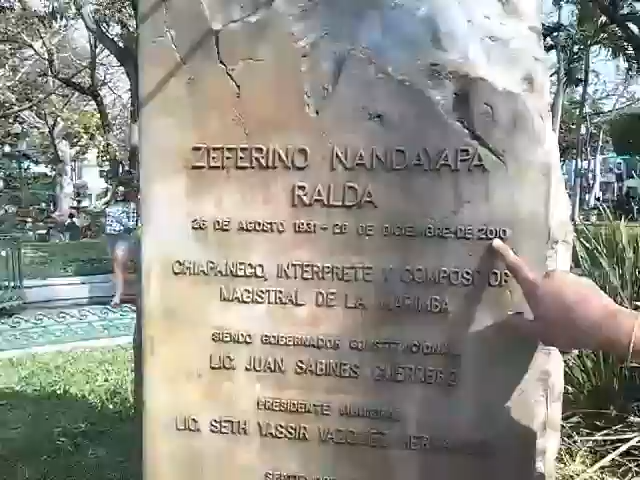 ZEFERINO NANDAYAPA
RALDA
26 DE AGOSTO 1931 - 28 DE DICIEMBRE DE 2010
CHIAPANECO, INTERPRETE Y COMPOSITOR
MAGISTRAL DE LA MARIMBA
SIENDO GOBERNADOR CONSTITUCIONAL
LIC. JUAN SABINES GUERRERO
PRESIDENTE MUNICIPAL
LIC. SETH YASSIR VAZQUEZ